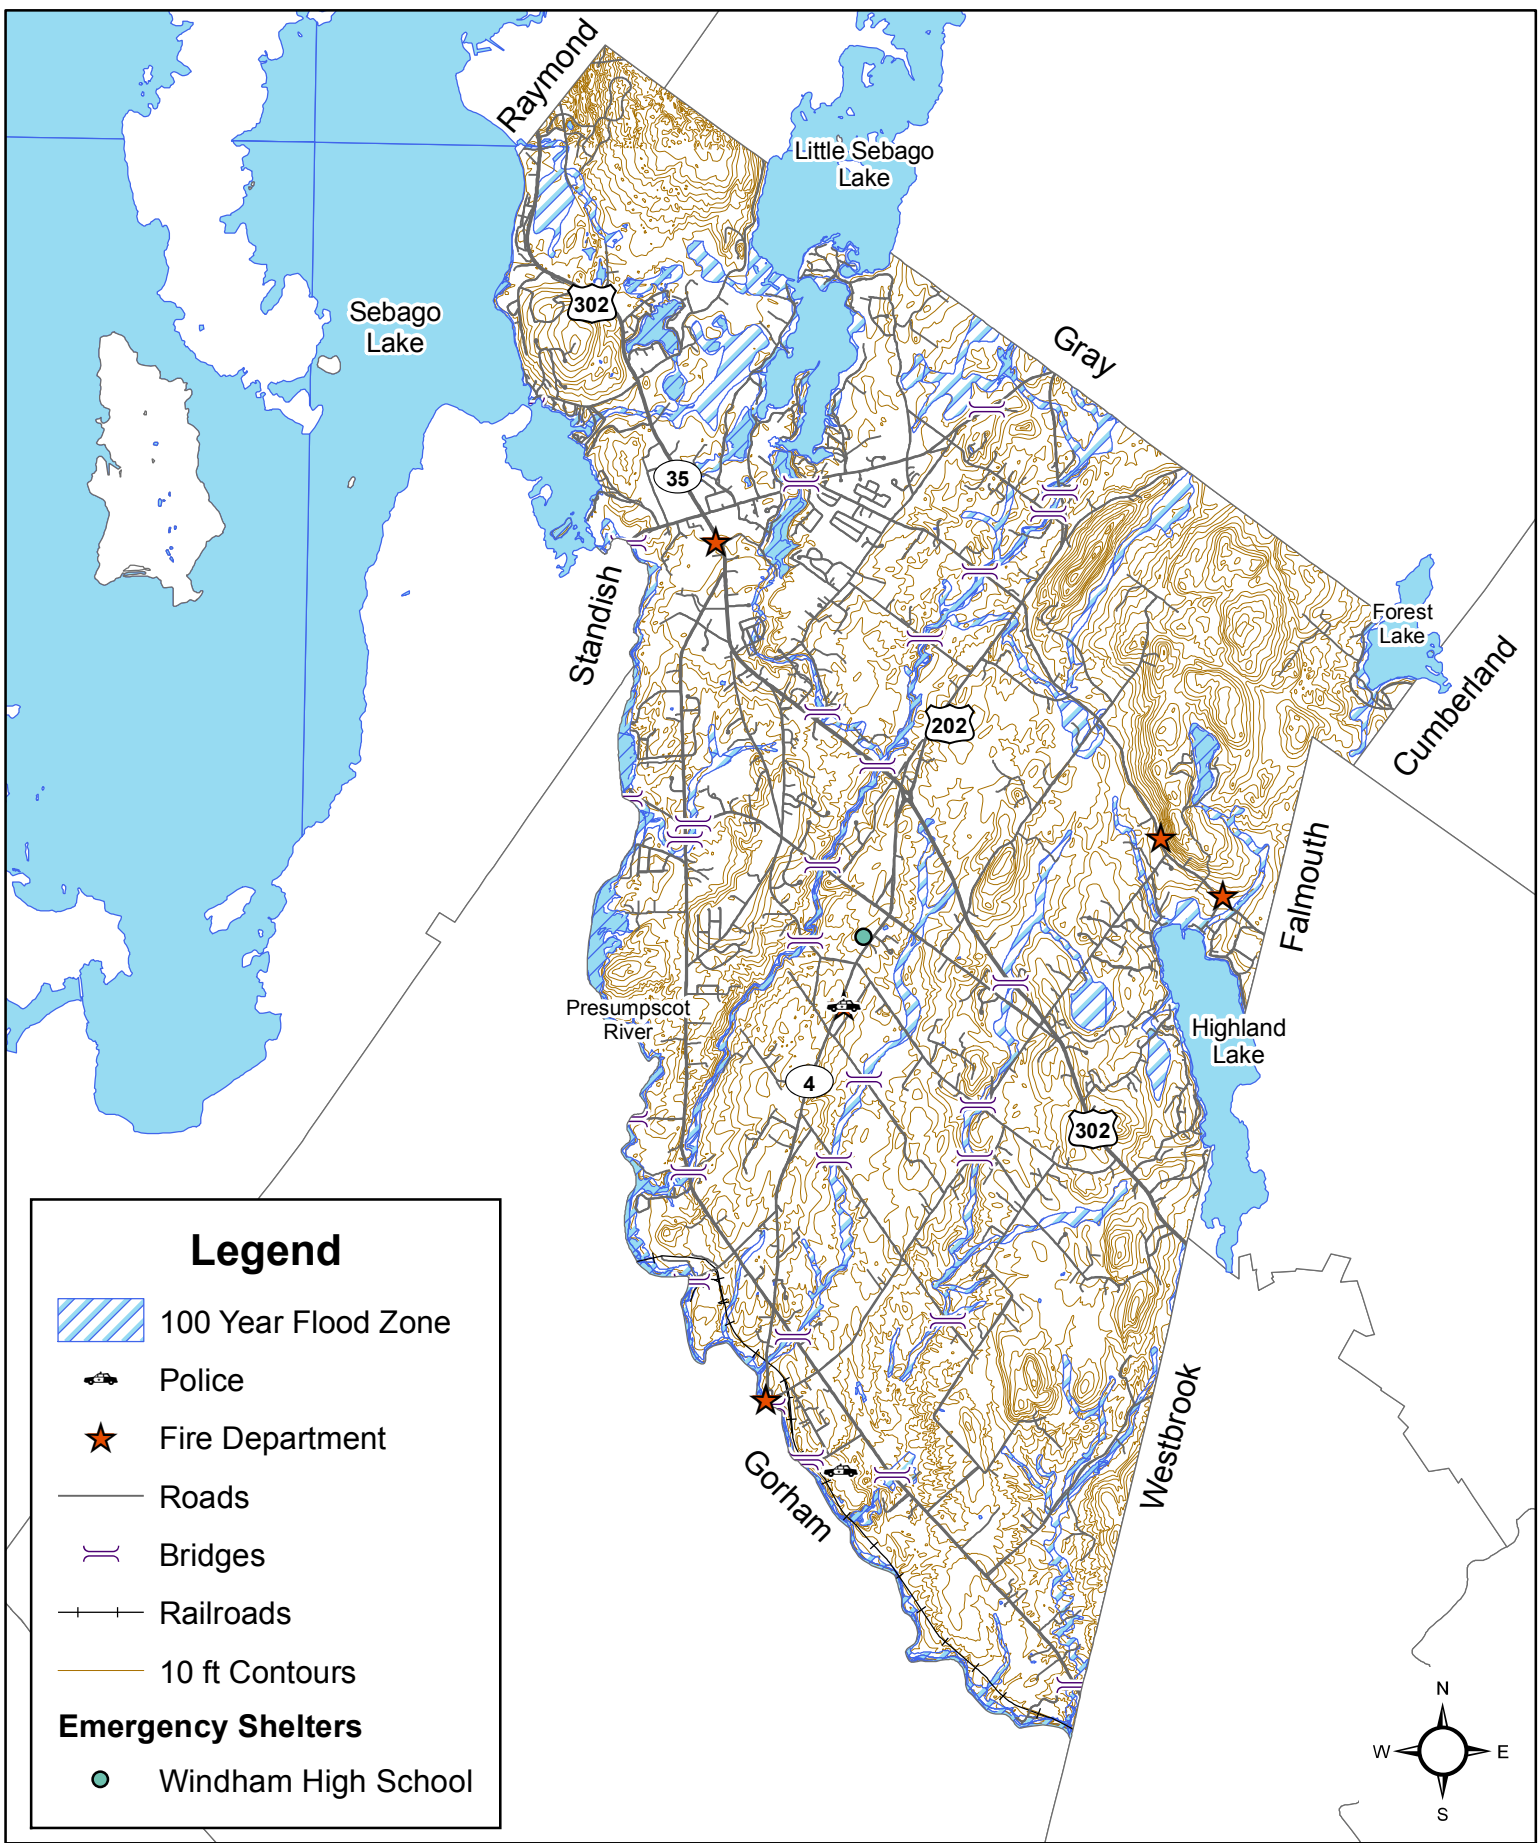 Raymond
Little Sebago
Lake
302
Sebago
Lake
Gray
35
Standish
Forest
Lake
Cumberland
202
Falmouth
Presumpscot
River
Highland
Lake
4
302
Westbrook
Gorham
Legend
100 Year Flood Zone
Police
Fire Department
Roads
Bridges
Railroads
10 ft Contours
Emergency Shelters
Windham High School
N
W E
S